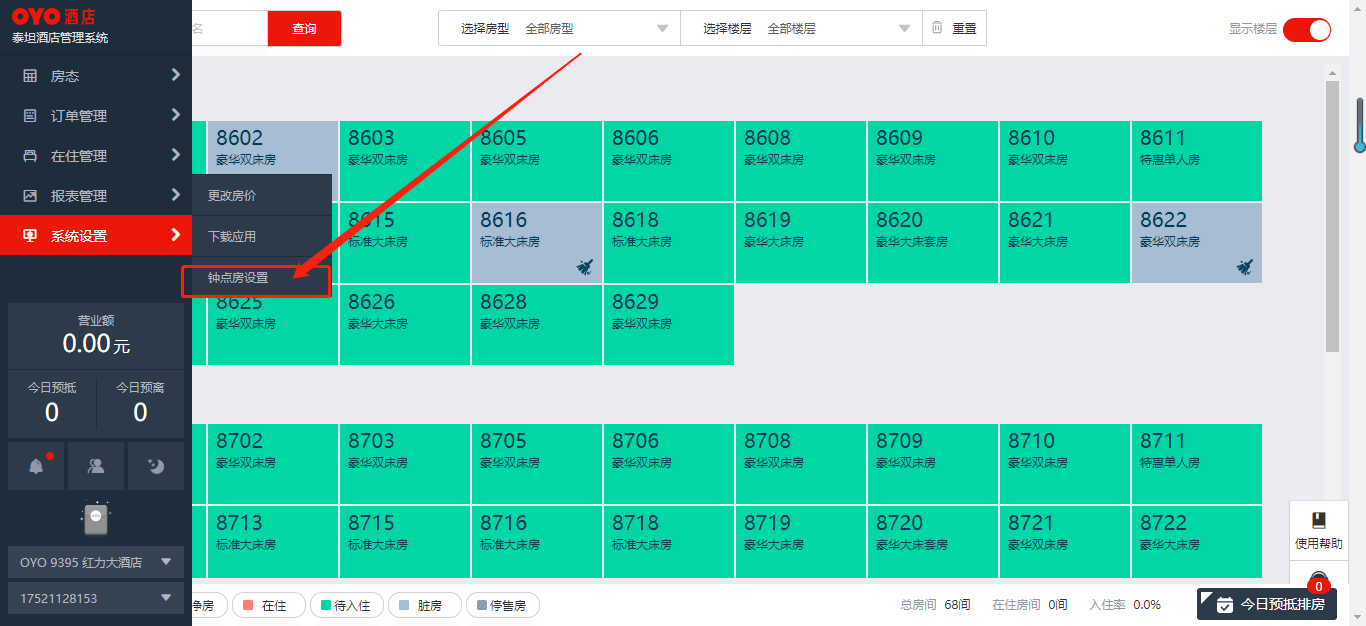 OYO 酒店
泰坦酒店管理系统
名
查询
选择房型 全部房型
选择楼层 全部楼层
重置
显示楼层
房态
订单管理
在住管理
报表管理
系统设置
更改房价
下载应用
钟点房设置
营业额
0.00元
今日预抵 今日预离
0 0
OYO 9395 红力大酒店
17521128153
8602 8603 8605 8606 8608 8609 8610 8611
豪华双床房 豪华双床房 豪华双床房 豪华双床房 豪华双床房 豪华双床房 豪华双床房 特惠单人房
8615 8616 8618 8619 8620 8621 8622
标准大床房 标准大床房 标准大床房 豪华大床房 豪华大床套房 豪华大床房 豪华双床房
8625 8626 8628 8629
豪华双床房 豪华大床房 豪华双床房 豪华双床房
8702 8703 8705 8706 8708 8709 8710 8711
豪华双床房 豪华双床房 豪华双床房 豪华双床房 豪华双床房 豪华双床房 豪华双床房 特惠单人房
8713 8715 8716 8718 8719 8720 8721 8722
标准大床房 标准大床房 标准大床房 标准大床房 豪华大床房 豪华大床套房 豪华双床房 豪华大床房
使用帮助
净房 在住 待入住 脏房 停售房
总房间 68间 在住房间 0间 入住率 0.0%
0
今日预抵排房